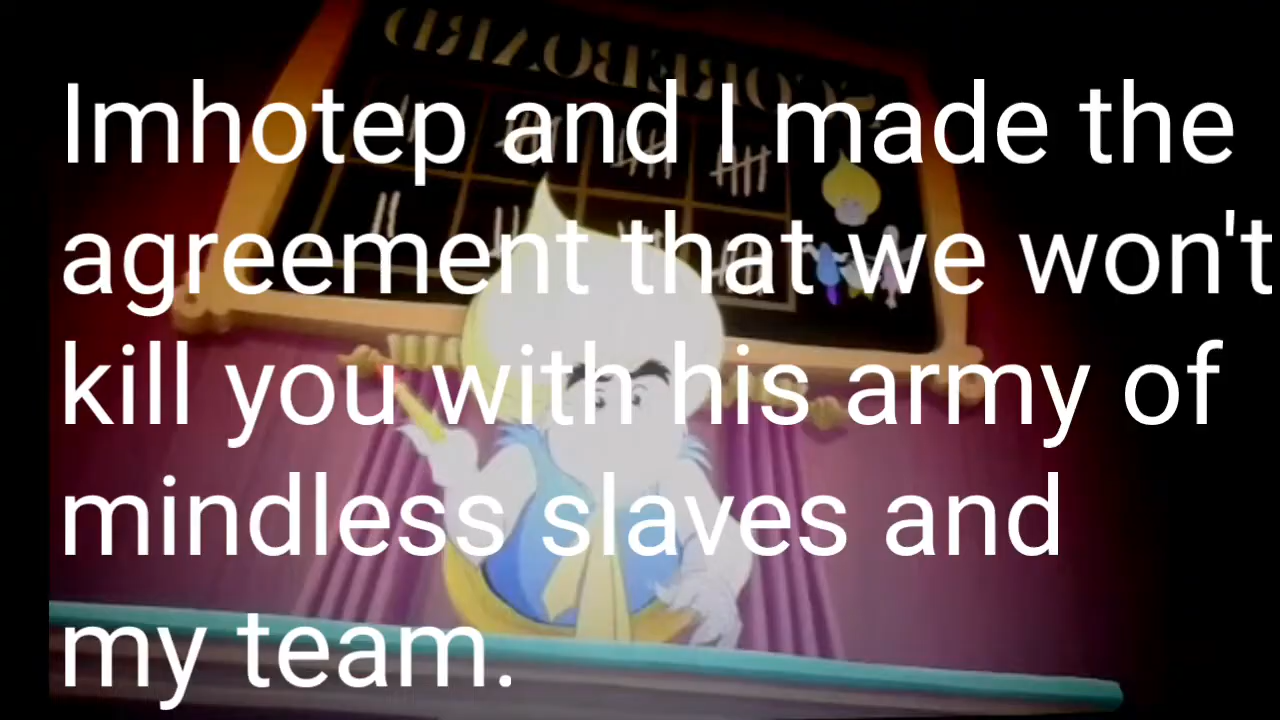 SCOREBOARD
Imhotep and I made the
agreement that we won't
kill you with his army of
mindless slaves and
my team.